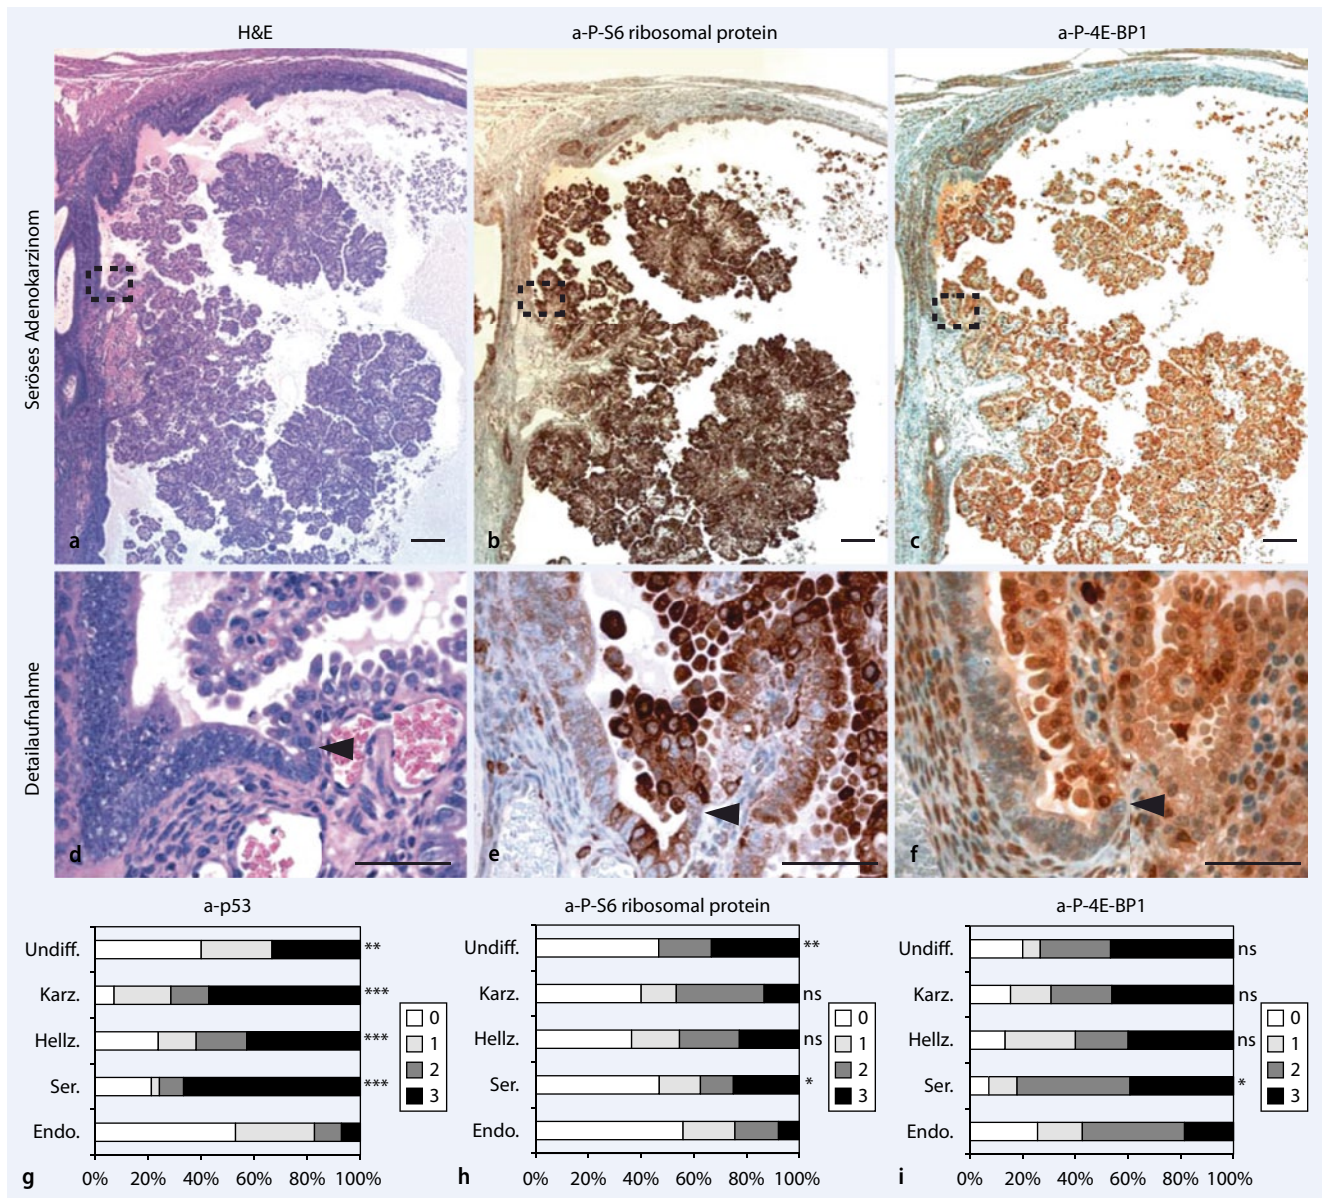 H&E
a-P-S6 ribosomal protein
a-P-4E-BP1
Seröses Adenokarzinom
a
b
c
Detailaufnahme
d
e
f
a-p53
Undiff.
**
Karz.
***
Hellz.
***
Ser.
***
Endo.
0
1
2
3
g
0% 20% 40% 60% 80% 100%
a-P-S6 ribosomal protein
Undiff.
**
Karz.
ns
Hellz.
ns
Ser.
*
Endo.
0
1
2
3
h
0% 20% 40% 60% 80% 100%
a-P-4E-BP1
Undiff.
ns
Karz.
ns
Hellz.
ns
Ser.
*
Endo.
0
1
2
3
i
0% 20% 40% 60% 80% 100%